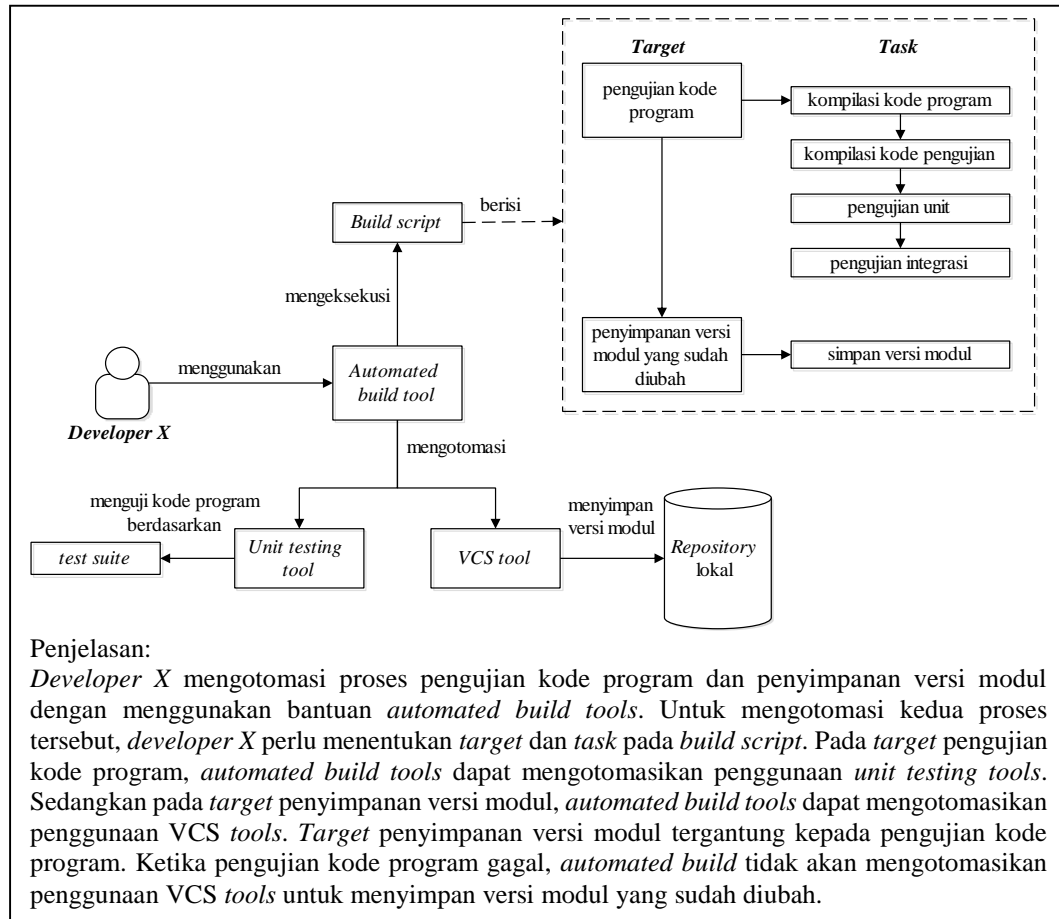 Target
Task
pengujian kode
program
kompilasi kode program
kompilasi kode pengujian
pengujian unit
pengujian integrasi
berisi
Build script
mengeksekusi
penyimpanan versi
modul yang sudah
diubah
simpan versi modul
menggunakan
Automated
build tool
Developer X
mengotomasi
menguji kode program
berdasarkan
test suite
Unit testing
tool
VCS tool
menyimpan
versi modul
Repository
lokal
Penjelasan:
Developer X mengotomasi proses pengujian kode program dan penyimpanan versi modul
dengan menggunakan bantuan automated build tools. Untuk mengotomasi kedua proses
tersebut, developer X perlu menentukan target dan task pada build script. Pada target pengujian
kode program, automated build tools dapat mengotomasikan penggunaan unit testing tools.
Sedangkan pada target penyimpanan versi modul, automated build tools dapat mengotomasikan
penggunaan VCS tools. Target penyimpanan versi modul tergantung kepada pengujian kode
program. Ketika pengujian kode program gagal, automated build tidak akan mengotomasikan
penggunaan VCS tools untuk menyimpan versi modul yang sudah diubah.